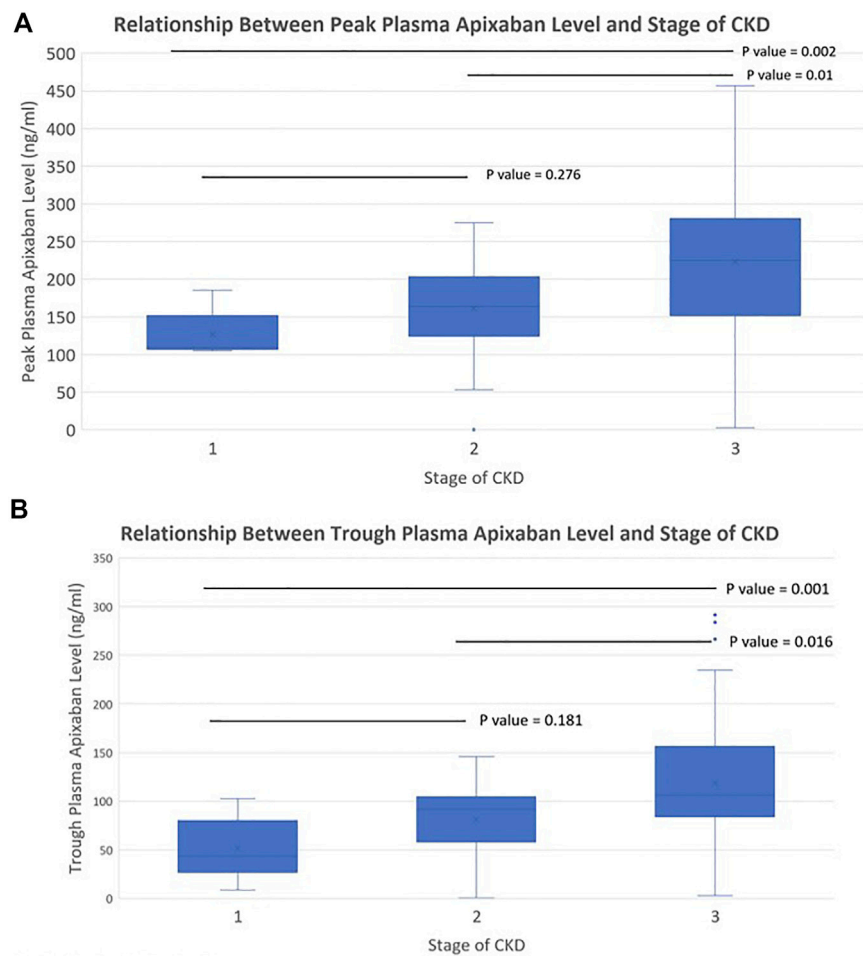 A
Relationship Between Peak Plasma Apixaban Level and Stage of CKD
Peak Plasma Apixaban Level (ng/ml)
500
450
400
350
300
250
200
150
100
50
0
P value = 0.002
P value = 0.01
P value = 0.276
1 2 3
Stage of CKD
B
Relationship Between Trough Plasma Apixaban Level and Stage of CKD
Trough Plasma Apixaban Level (ng/ml)
350
300
250
200
150
100
50
0
P value = 0.001
P value = 0.016
P value = 0.181
1 2 3
Stage of CKD